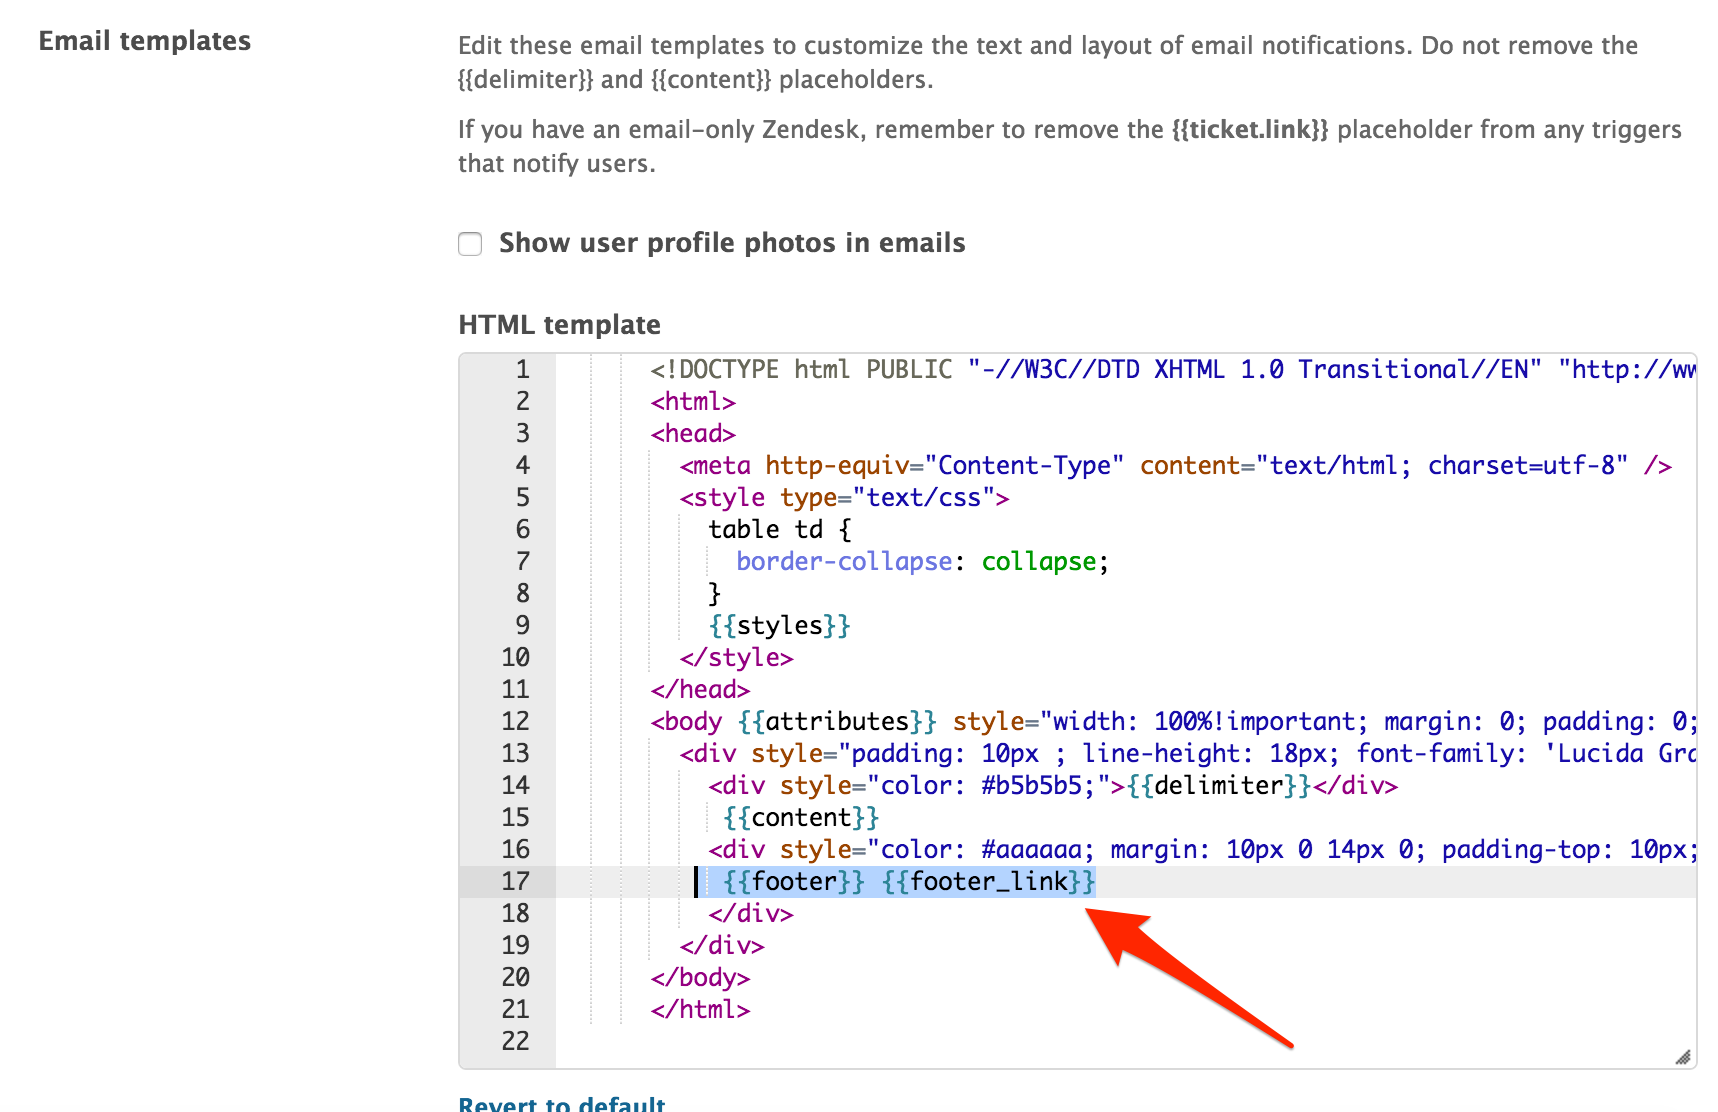 Email templates
Edit these email templates to customize the text and layout of email notifications. Do not remove the
{{delimiter}} and {{content}} placeholders.
If you have an email-only Zendesk, remember to remove the {{ticket.link}} placeholder from any triggers
that notify users.
Show user profile photos in emails
HTML template
1 <!DOCTYPE html PUBLIC "-//W3C//DTD XHTML 1.0 Transitional//EN" "http://ww
2 <html>
3 <head>
4 <meta http-equiv="Content-Type" content="text/html; charset=utf-8" />
5 <style type="text/css">
6 table td {
7 border-collapse: collapse;
8 }
9 {{styles}}
10 </style>
11 </head>
12 <body {{attributes}} style="width: 100%!important; margin: 0; padding: 0;
13 <div style="padding: 10px ; line-height: 18px; font-family: 'Lucida Gra
14 <div style="color: #b5b5b5;">{{delimiter}}</div>
15 {{content}}
16 <div style="color: #aaaaaa; margin: 10px 0 14px 0; padding-top: 10px;
17 {{footer}} {{footer_link}}
18 </div>
19 </div>
20 </body>
21 </html>
22
Revert to default